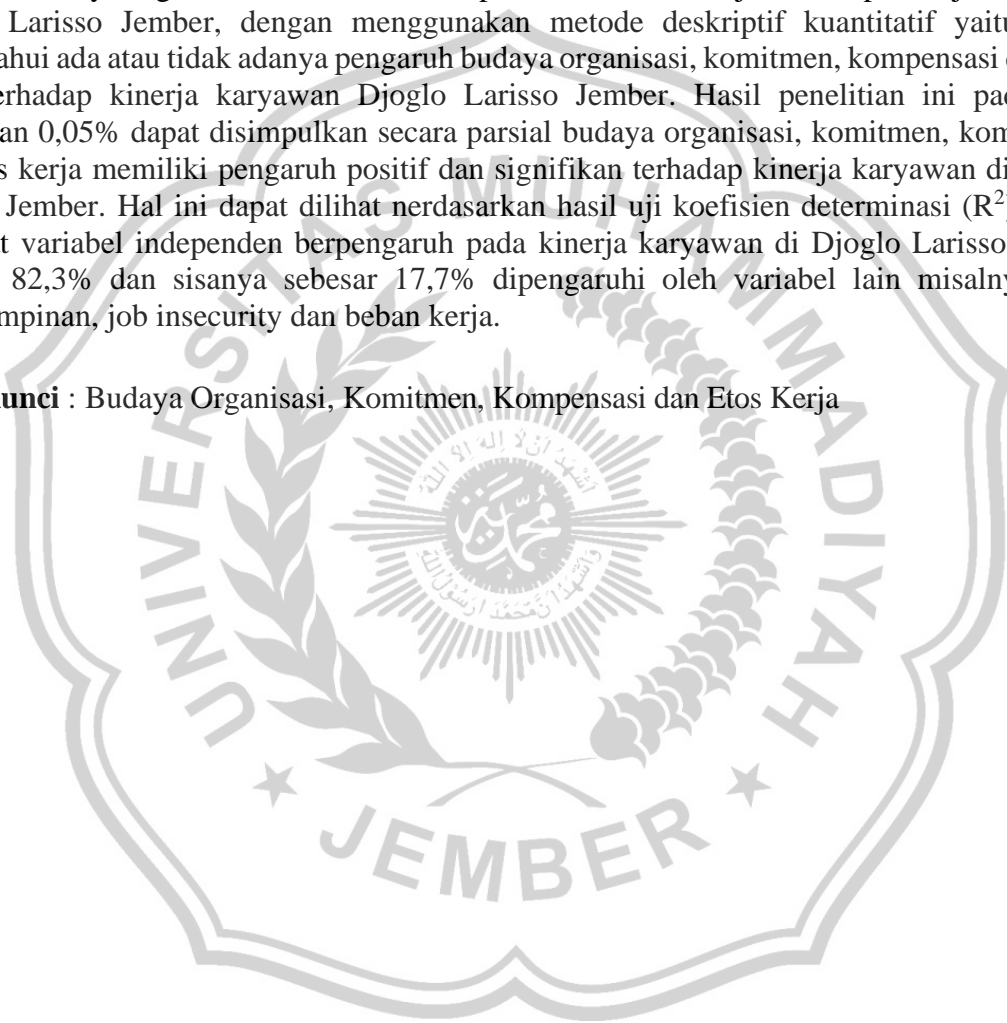 Larisso Jember, dengan menggunakan metode deskriptif kuantitatif yaitu
ahui ada atau tidak adanya pengaruh budaya organisasi, komitmen, kompensasi
erhadap kinerja karyawan Djoglo Larisso Jember. Hasil penelitian ini pad
an 0,05% dapat disimpulkan secara parsial budaya organisasi, komitmen, kom
s kerja memiliki pengaruh positif dan signifikan terhadap kinerja karyawan di
Jember. Hal ini dapat dilihat nerdasarkan hasil uji koefisien determinasi (R²
t variabel independen berpengaruh pada kinerja karyawan di Djoglo Larisso
82,3% dan sisanya sebesar 17,7% dipengaruhi oleh variabel lain misalny
mpinan, job insecurity dan beban kerja.
unci : Budaya Organisasi, Komitmen, Kompensasi dan Etos Kerja
UNIVERSITAS MUHAMMADIYAH
JEMBER